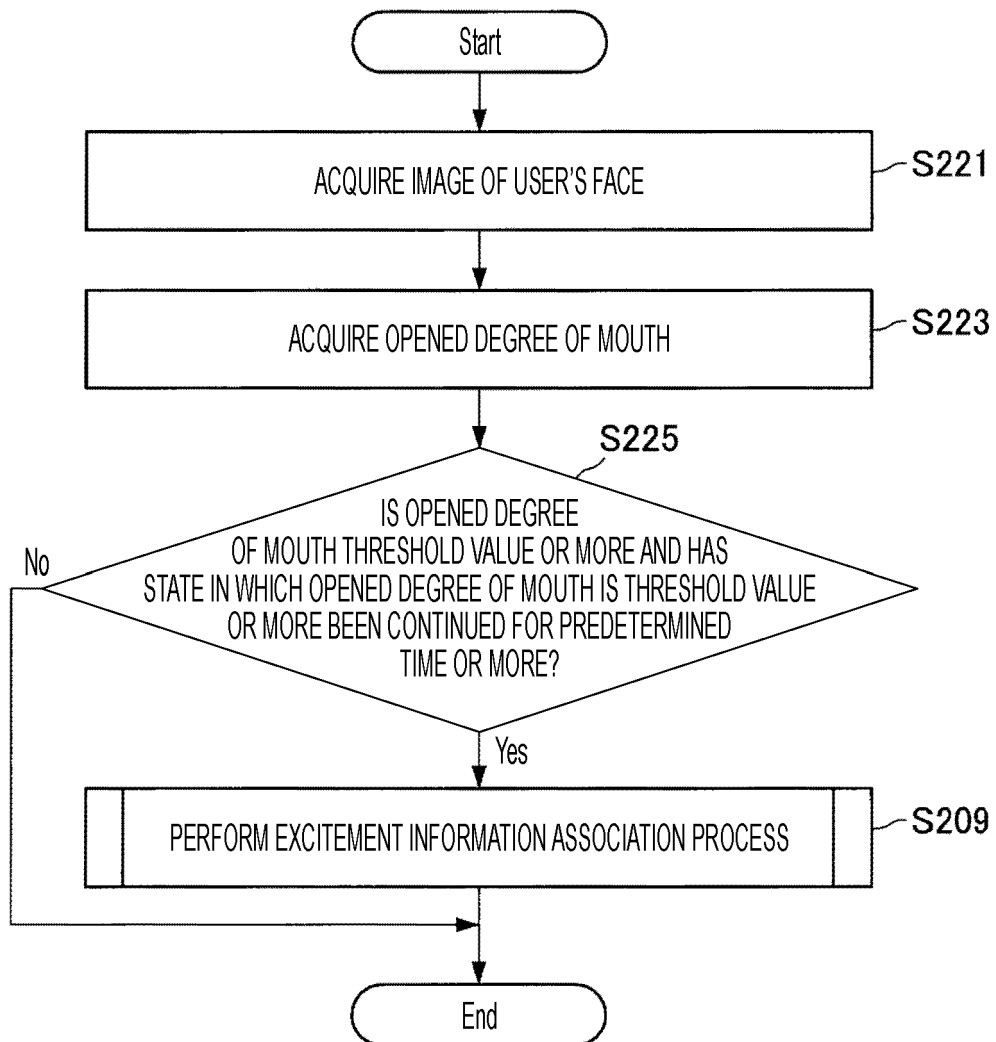 Start
ACQUIRE IMAGE OF USER'S FACE
S221
ACQUIRE OPENED DEGREE OF MOUTH
S223
S225
IS OPENED DEGREE
OF MOUTH THRESHOLD VALUE OR MORE AND HAS
STATE IN WHICH OPENED DEGREE OF MOUTH IS THRESHOLD VALUE
OR MORE BEEN CONTINUED FOR PREDETERMINED
TIME OR MORE?
No
Yes
PERFORM EXCITEMENT INFORMATION ASSOCIATION PROCESS
S209
End